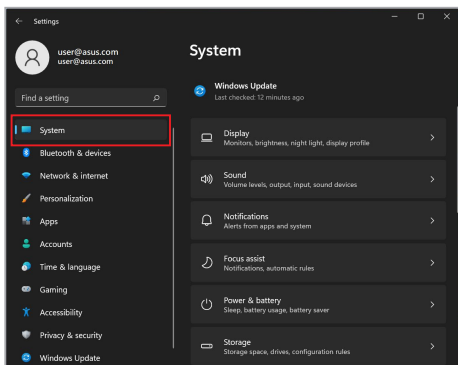 Settings
user@asus.com
user@asus.com
Find a setting
System
Bluetooth & devices
Network & internet
Personalization
Apps
Accounts
Time & language
Gaming
Accessibility
Privacy & security
Windows Update
System
Windows Update
Last checked: 12 minutes ago
Display
Monitors, brightness, night light, display profile
Sound
Volume levels, output, input, sound devices
Notifications
Alerts from apps and system
Focus assist
Notifications, automatic rules
Power & battery
Sleep, battery usage, battery saver
Storage
Storage space, drives, configuration rules